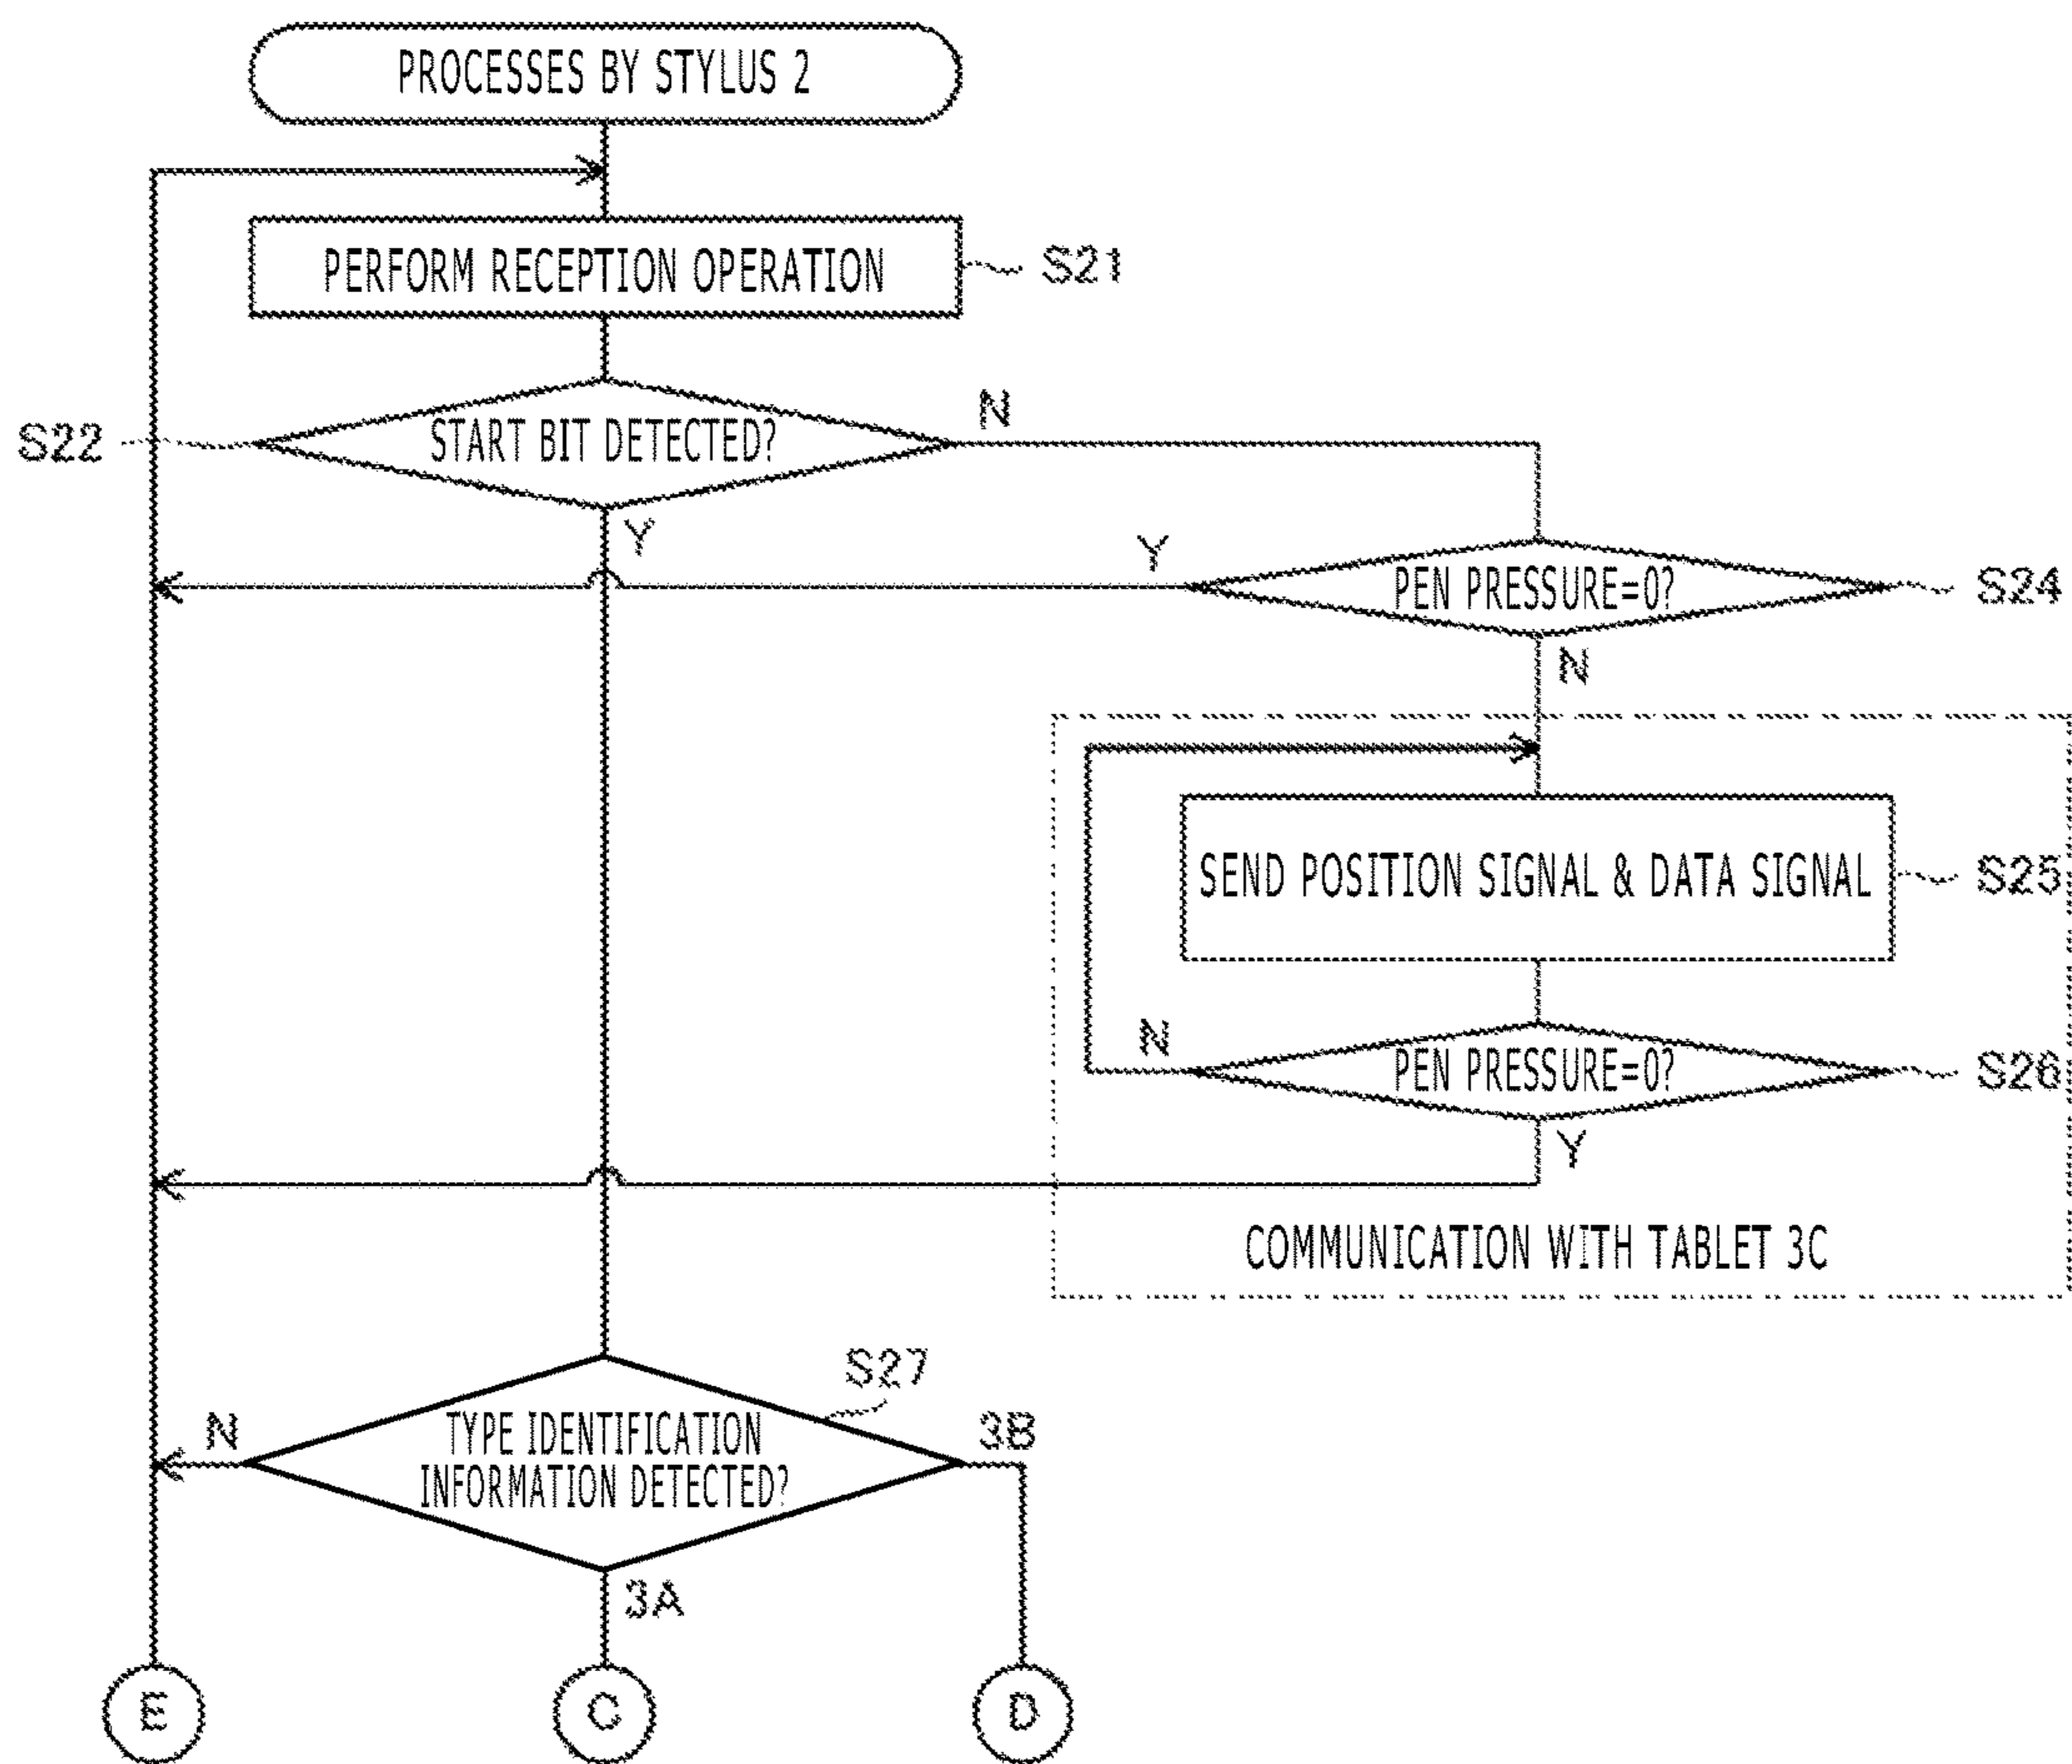 PROCESSES BY STYLUS 2
PERFORM RECEPTION OPERATION
S21
S22
START BIT DETECTED?
N
Y
Y
PEN PRESSURE=0?
S24
N
SEND POSITION SIGNAL & DATA SIGNAL
S25
N
PEN PRESSURE=0?
S26
Y
COMMUNICATION WITH TABLET 3C
S27
N
TYPE IDENTIFICATION
INFORMATION DETECTED?
3B
3A
E
C
D